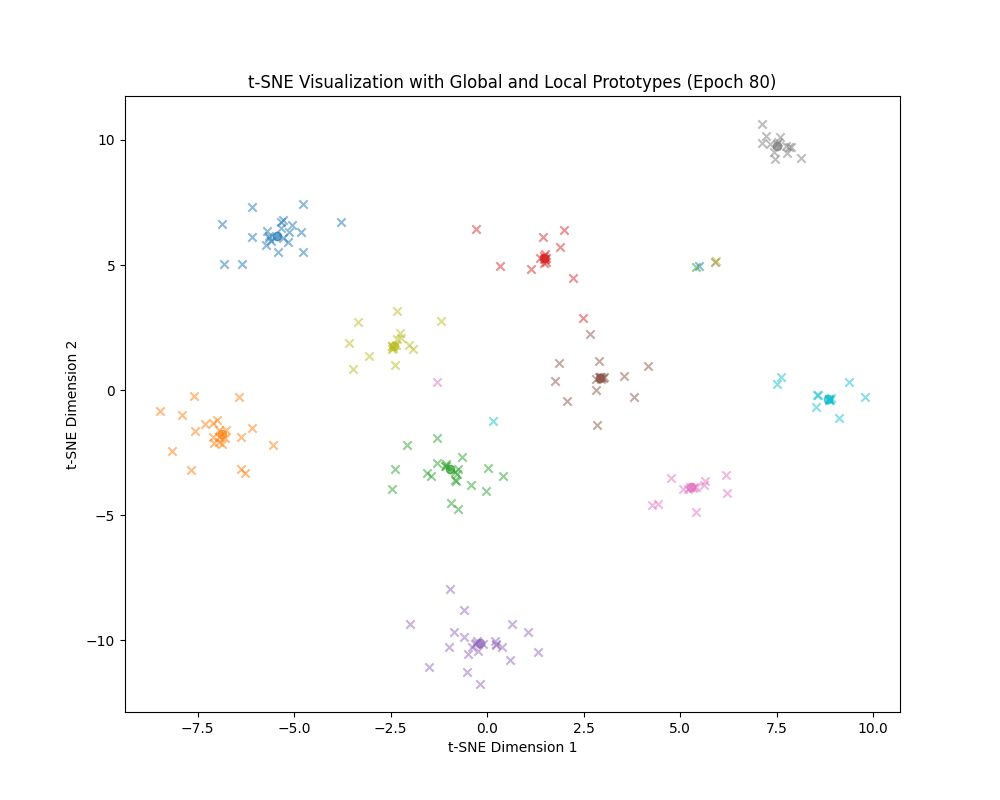 t-SNE Visualization with Global and Local Prototypes (Epoch 80)
10
5
0
−5
−10
t-SNE Dimension 2
−7.5 −5.0 −2.5 0.0 2.5 5.0 7.5 10.0
t-SNE Dimension 1